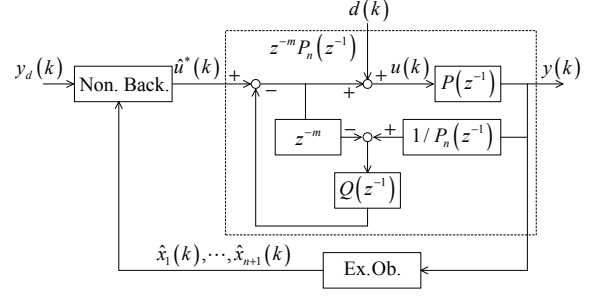 d(k)
z^{-m}P_n(z^{-1})
y_d(k)
Non. Back.
û^*(k)
+
-
+
+
u(k)
P(z^{-1})
y(k)
z^{-m}
-
+
1/P_n(z^{-1})
Q(z^{-1})
x̂_1(k),⋯,x̂_{n+1}(k)
Ex.Ob.